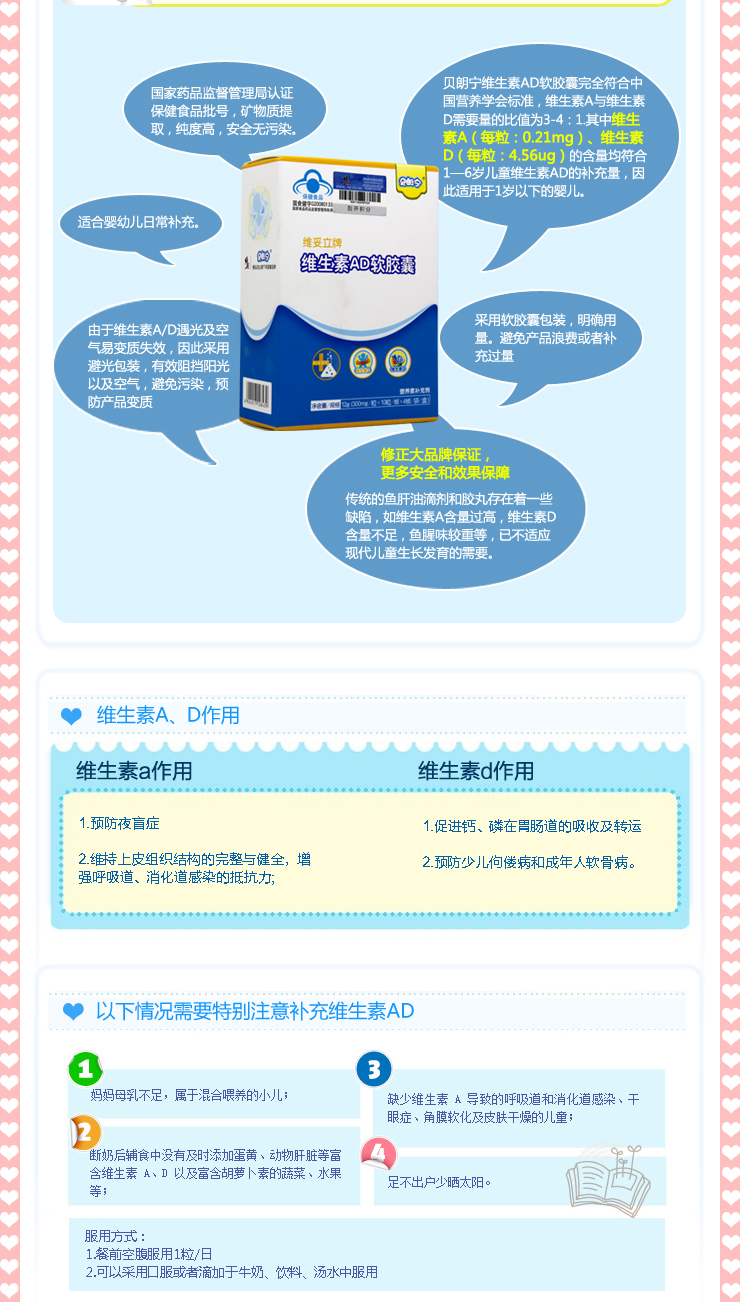 国家药品监督管理局认证
保健食品批号，矿物质提
取，纯度高，安全无污染。
贝朗宁维生素AD软胶囊完全符合中
国营养学会标准，维生素A与维生素
D需要量的比值为3-4：1.其中维生
素A（每粒：0.21mg）、维生素
D（每粒：4.56ug）的含量均符合
1—6岁儿童维生素AD的补充量，因
此适用于1岁以下的婴儿。
适合婴幼儿日常补充。
保健食品
国食健字G20080133
维妥立牌
维生素AD软胶囊
营养素补充剂
由于维生素A/D遇光及空
气易变质失效，因此采用
避光包装，有效阻挡阳光
以及空气，避免污染，预
防产品变质
采用软胶囊包装，明确用
量。避免产品浪费或者补
充过量
修正大品牌保证，
更多安全和效果保障
传统的鱼肝油滴剂和胶丸存在着一些
缺陷，如维生素A含量过高，维生素D
含量不足，鱼腥味较重等，已不适应
现代儿童生长发育的需要。
维生素A、D作用
维生素a作用
1.预防夜盲症
2.维持上皮组织结构的完整与健全，增
强呼吸道、消化道感染的抵抗力;
维生素d作用
1.促进钙、磷在胃肠道的吸收及转运
2.预防少儿佝偻病和成年人软骨病。
以下情况需要特别注意补充维生素AD
1
妈妈母乳不足，属于混合喂养的小儿；
2
断奶后辅食中没有及时添加蛋黄、动物肝脏等富
含维生素 A、D 以及富含胡萝卜素的蔬菜、水果
等；
3
缺少维生素 A 导致的呼吸道和消化道感染、干
眼症、角膜软化及皮肤干燥的儿童；
4
足不出户少晒太阳。
服用方式：
1.餐前空腹服用1粒/日
2.可以采用口服或者滴加于牛奶、饮料、汤水中服用